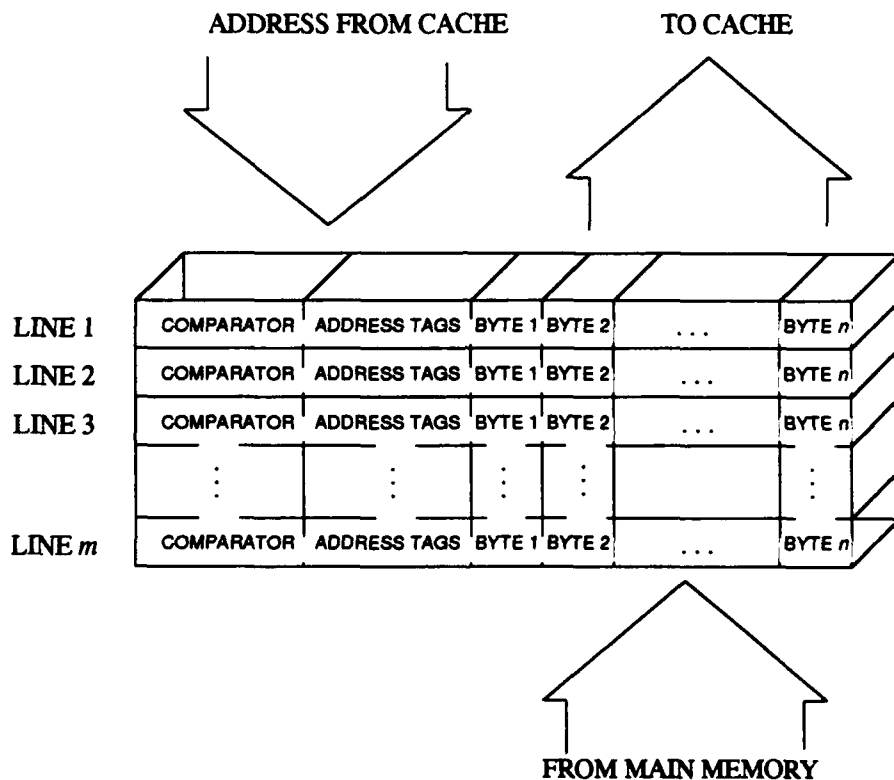 ADDRESS FROM CACHE TO CACHE
LINE 1 COMPARATOR ADDRESS TAGS BYTE 1 BYTE 2 ... BYTE n
LINE 2 COMPARATOR ADDRESS TAGS BYTE 1 BYTE 2 ... BYTE n
LINE 3 COMPARATOR ADDRESS TAGS BYTE 1 BYTE 2 ... BYTE n
LINE m COMPARATOR ADDRESS TAGS BYTE 1 BYTE 2 ... BYTE n
FROM MAIN MEMORY